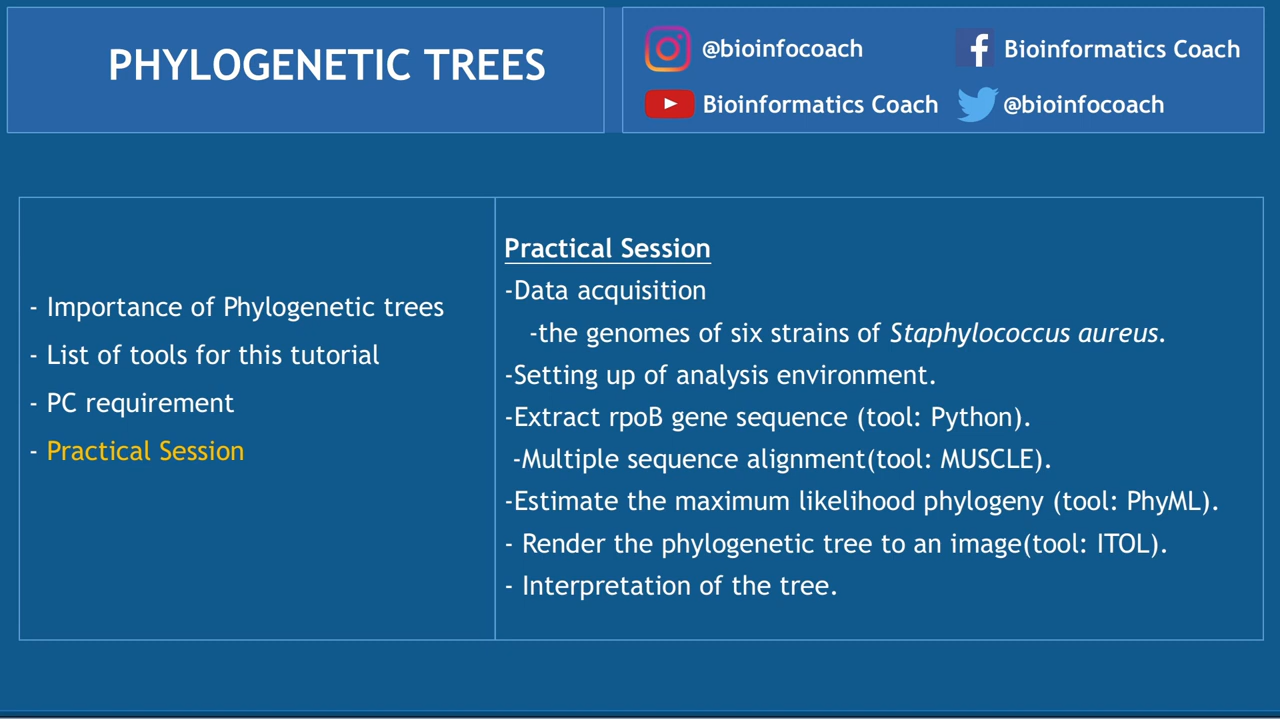 PHYLOGENETIC TREES
@bioinfocoach
Bioinformatics Coach
Bioinformatics Coach
@bioinfocoach
- Importance of Phylogenetic trees
- List of tools for this tutorial
- PC requirement
- Practical Session
Practical Session
-Data acquisition
-the genomes of six strains of Staphylococcus aureus.
-Setting up of analysis environment.
-Extract rpoB gene sequence (tool: Python).
-Multiple sequence alignment(tool: MUSCLE).
-Estimate the maximum likelihood phylogeny (tool: PhyML).
- Render the phylogenetic tree to an image(tool: ITOL).
- Interpretation of the tree.